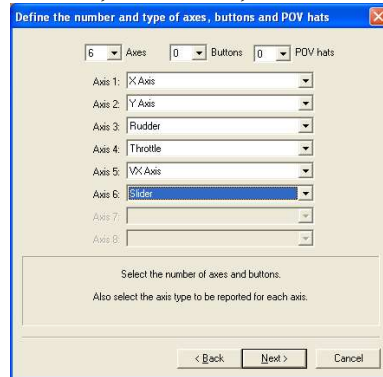 Define the number and type of axes, buttons and POV hats
6 Axes 0 Buttons 0 POV hats
Axis 1: X Axis
Axis 2: Y Axis
Axis 3: Rudder
Axis 4: Throttle
Axis 5: VX Axis
Axis 6: Slider
Axis 7:
Axis 8:
Select the number of axes and buttons.
Also select the axis type to be reported for each axis.
< Back Next > Cancel